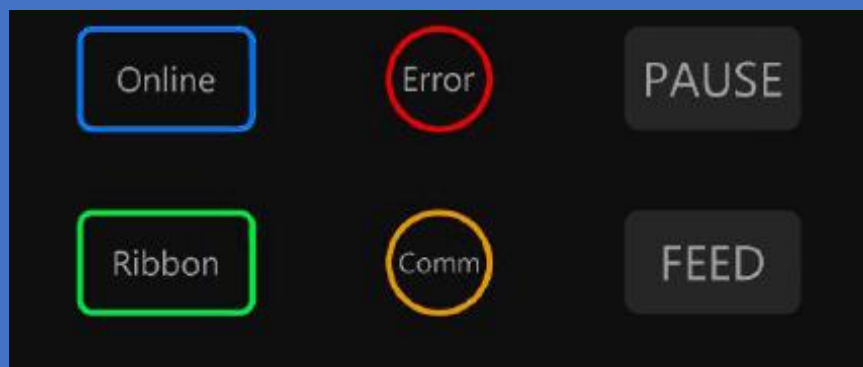 Online
Error
PAUSE
Ribbon
Comm
FEED